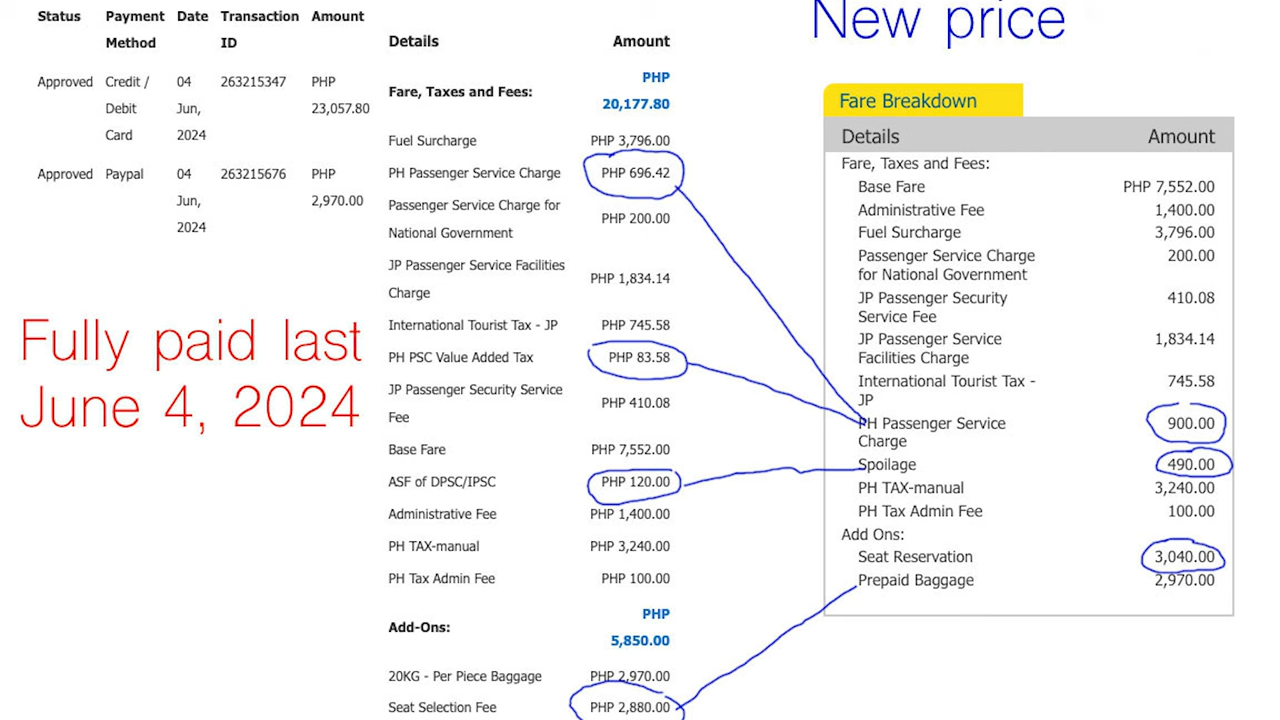 Status Payment Date Transaction Amount
Method ID
Approved Credit / 04 263215347 PHP
Debit Jun, 23,057.80
Card 2024
Approved Paypal 04 263215676 PHP
Jun, 2,970.00
2024
Fully paid last
June 4, 2024
Details Amount
PHP
Fare, Taxes and Fees:
20,177.80
Fuel Surcharge PHP 3,796.00
PH Passenger Service Charge PHP 696.42
Passenger Service Charge for
PHP 200.00
National Government
JP Passenger Service Facilities
PHP 1,834.14
Charge
International Tourist Tax - JP PHP 745.58
PH PSC Value Added Tax PHP 83.58
JP Passenger Security Service
PHP 410.08
Fee
Base Fare PHP 7,552.00
ASF of DPSC/IPSC PHP 120.00
Administrative Fee PHP 1,400.00
PH TAX-manual PHP 3,240.00
PH Tax Admin Fee PHP 100.00
PHP
Add-Ons:
5,850.00
20KG - Per Piece Baggage PHP 2,970.00
Seat Selection Fee PHP 2,880.00
New price
Fare Breakdown
Details Amount
Fare, Taxes and Fees:
Base Fare PHP 7,552.00
Administrative Fee 1,400.00
Fuel Surcharge 3,796.00
Passenger Service Charge 200.00
for National Government
JP Passenger Security 410.08
Service Fee
JP Passenger Service 1,834.14
Facilities Charge
International Tourist Tax - 745.58
JP
PH Passenger Service 900.00
Charge
Spoilage 490.00
PH TAX-manual 3,240.00
PH Tax Admin Fee 100.00
Add Ons:
Seat Reservation 3,040.00
Prepaid Baggage 2,970.00